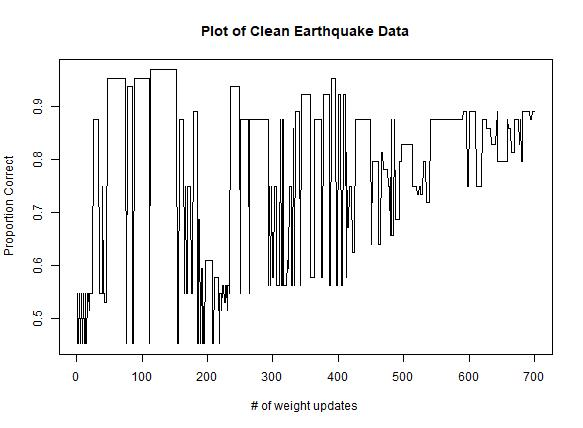 Plot of Clean Earthquake Data
Proportion Correct
0.9
0.8
0.7
0.6
0.5
0 100 200 300 400 500 600 700
# of weight updates